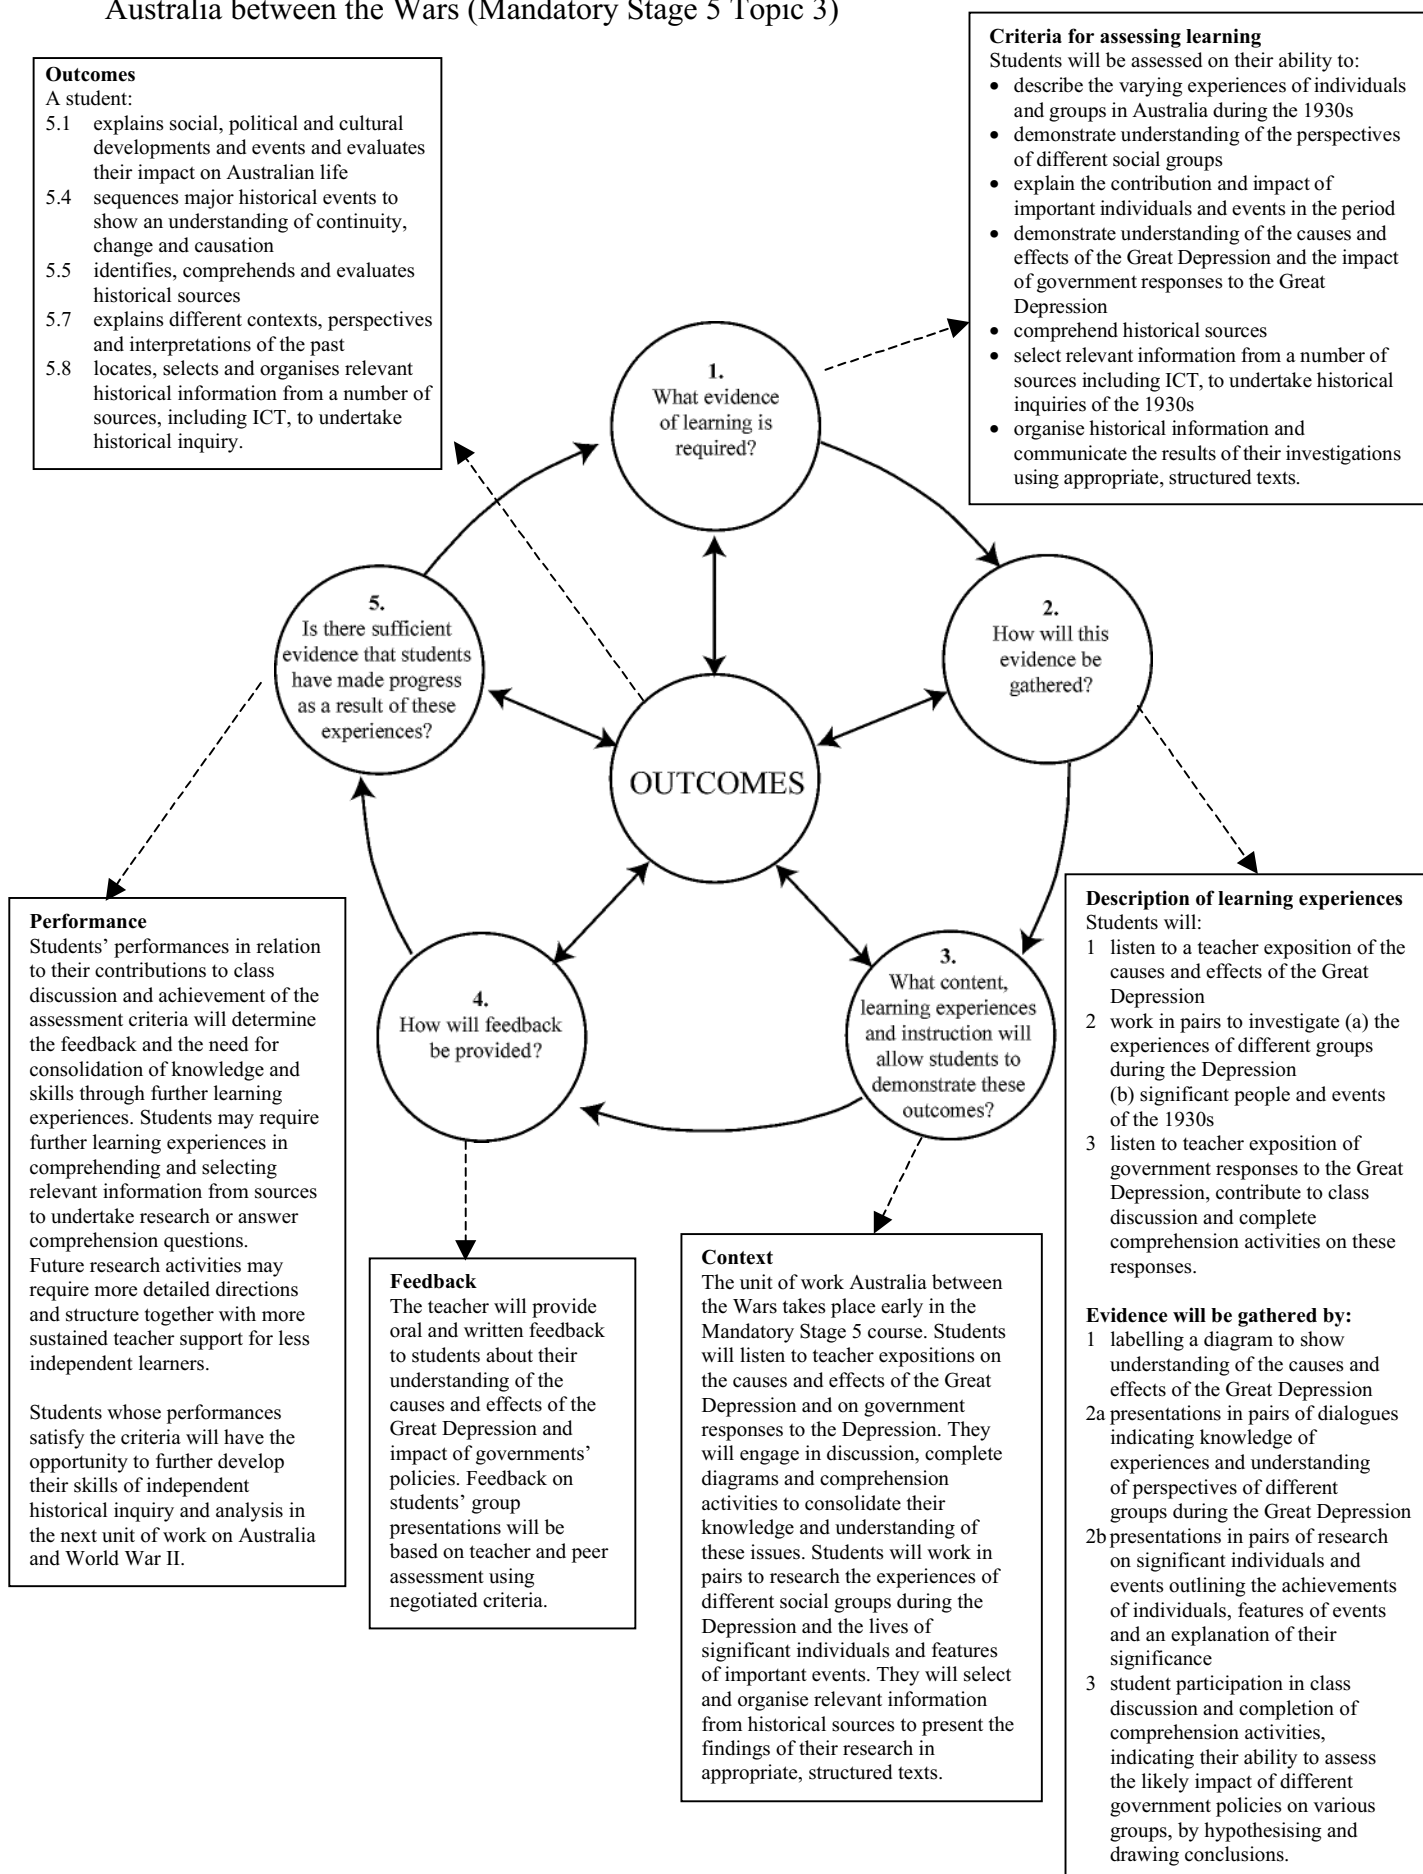 Australia between the Wars (Mandatory Stage 5 Topic 3)
Outcomes
A student:
5.1 explains social, political and cultural
developments and events and evaluates
their impact on Australian life
5.4 sequences major historical events to
show an understanding of continuity,
change and causation
5.5 identifies, comprehends and evaluates
historical sources
5.7 explains different contexts, perspectives
and interpretations of the past
5.8 locates, selects and organises relevant
historical information from a number of
sources, including ICT, to undertake
historical inquiry.
Criteria for assessing learning
Students will be assessed on their ability to:
• describe the varying experiences of individuals
and groups in Australia during the 1930s
• demonstrate understanding of the perspectives
of different social groups
• explain the contribution and impact of
important individuals and events in the period
• demonstrate understanding of the causes and
effects of the Great Depression and the impact
of government responses to the Great
Depression
• comprehend historical sources
• select relevant information from a number of
sources including ICT, to undertake historical
inquiries of the 1930s
• organise historical information and
communicate the results of their investigations
using appropriate, structured texts.
1.
What evidence
of learning is
required?
2.
How will this
evidence be
gathered?
5.
Is there sufficient
evidence that students
have made progress
as a result of these
experiences?
OUTCOMES
3.
What content,
learning experiences
and instruction will
allow students to
demonstrate these
outcomes?
4.
How will feedback
be provided?
Performance
Students' performances in relation
to their contributions to class
discussion and achievement of the
assessment criteria will determine
the feedback and the need for
consolidation of knowledge and
skills through further learning
experiences. Students may require
further learning experiences in
comprehending and selecting
relevant information from sources
to undertake research or answer
comprehension questions.
Future research activities may
require more detailed directions
and structure together with more
sustained teacher support for less
independent learners.
Students whose performances
satisfy the criteria will have the
opportunity to further develop
their skills of independent
historical inquiry and analysis in
the next unit of work on Australia
and World War II.
Feedback
The teacher will provide
oral and written feedback
to students about their
understanding of the
causes and effects of the
Great Depression and
impact of governments'
policies. Feedback on
students' group
presentations will be
based on teacher and peer
assessment using
negotiated criteria.
Context
The unit of work Australia between
the Wars takes place early in the
Mandatory Stage 5 course. Students
will listen to teacher expositions on
the causes and effects of the Great
Depression and on government
responses to the Depression. They
will engage in discussion, complete
diagrams and comprehension
activities to consolidate their
knowledge and understanding of
these issues. Students will work in
pairs to research the experiences of
different social groups during the
Depression and the lives of
significant individuals and features
of important events. They will select
and organise relevant information
from historical sources to present the
findings of their research in
appropriate, structured texts.
Description of learning experiences
Students will:
1 listen to a teacher exposition of the
causes and effects of the Great
Depression
2 work in pairs to investigate (a) the
experiences of different groups
during the Depression
(b) significant people and events
of the 1930s
3 listen to teacher exposition of
government responses to the Great
Depression, contribute to class
discussion and complete
comprehension activities on these
responses.
Evidence will be gathered by:
1 labelling a diagram to show
understanding of the causes and
effects of the Great Depression
2a presentations in pairs of dialogues
indicating knowledge of
experiences and understanding
of perspectives of different
groups during the Great Depression
2b presentations in pairs of research
on significant individuals and
events outlining the achievements
of individuals, features of events
and an explanation of their
significance
3 student participation in class
discussion and completion of
comprehension activities,
indicating their ability to assess
the likely impact of different
government policies on various
groups, by hypothesising and
drawing conclusions.